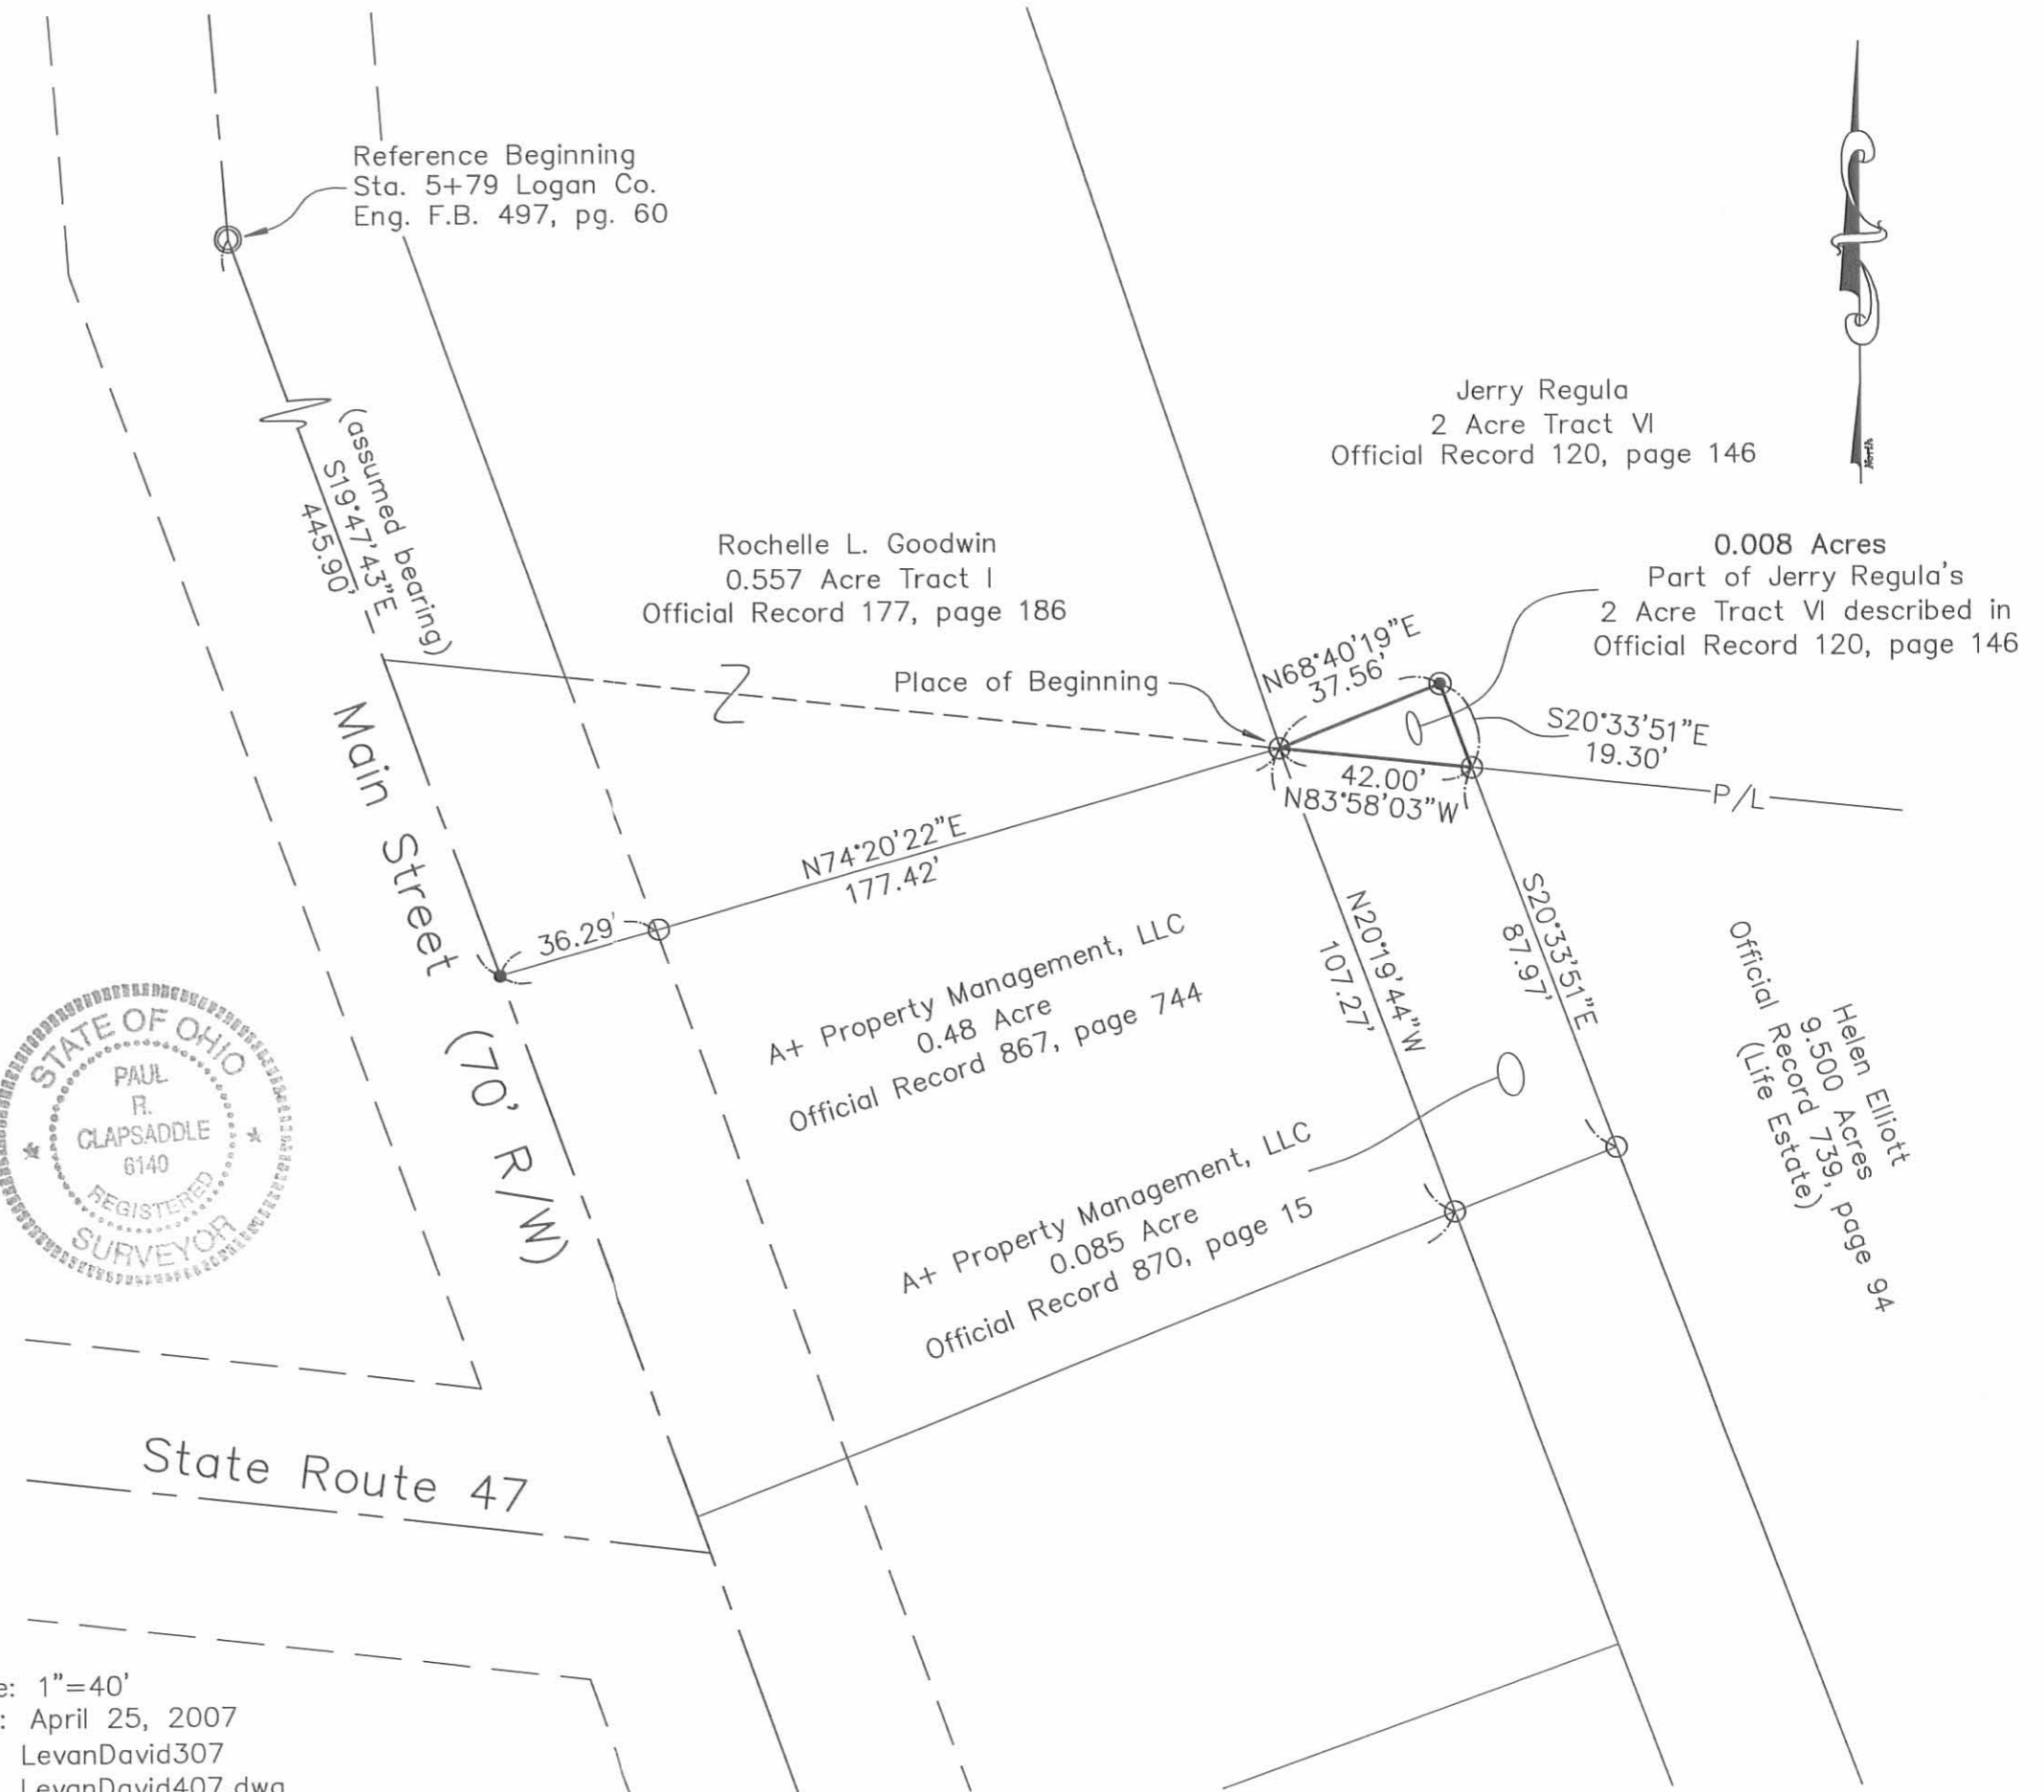 Reference Beginning
Sta. 5+79 Logan Co.
Eng. F.B. 497, pg. 60
(assumed bearing)
S19°47'43"E
445.90'
Jerry Regula
2 Acre Tract VI
Official Record 120, page 146
North
Rochelle L. Goodwin
0.557 Acre Tract I
Official Record 177, page 186
0.008 Acres
Part of Jerry Regula's
2 Acre Tract VI described in
Official Record 120, page 146
Place of Beginning
N68°40'19"E
37.56'
S20°33'51"E
19.30'
42.00'
N83°58'03"W
P/L
Main Street (70' R/W)
N74°20'22"E
177.42'
36.29'
N20°19'44"W
107.27'
S20°33'51"E
87.97'
A+ Property Management, LLC
0.48 Acre
Official Record 867, page 744
Helen Elliott
9.500 Acres
Official Record 739, page 94
(Life Estate)
A+ Property Management, LLC
0.085 Acre
Official Record 870, page 15
STATE OF OHIO
PAUL
R.
CLAPSADDLE
6140
REGISTERED
SURVEYOR
State Route 47
e: 1"=40'
: April 25, 2007
LevanDavid307
LevanDavid407.dwg